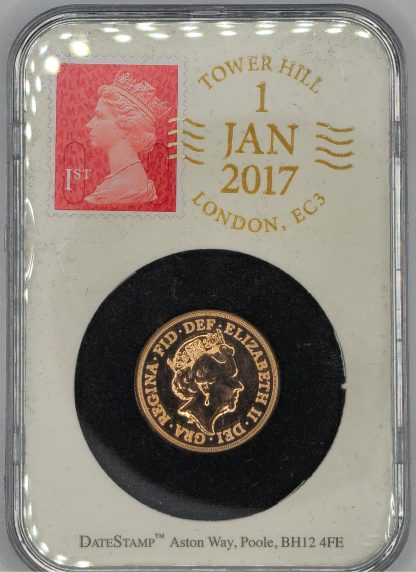 1ST
TOWER HILL
1
JAN
2017
LONDON, EC3
ELIZABETH II · DEI · GRA · REGINA · FID · DEF ·
DATESTAMP™ Aston Way, Poole, BH12 4FE